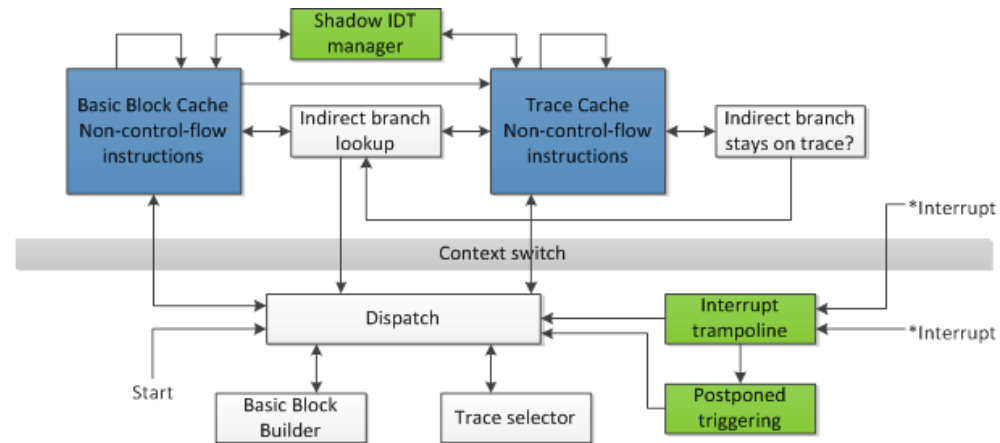 Shadow IDT
manager
Basic Block Cache
Non-control-flow
instructions
Indirect branch
lookup
Trace Cache
Non-control-flow
instructions
Indirect branch
stays on trace?
*Interrupt
Context switch
Dispatch
Interrupt
trampoline
*Interrupt
Start
Basic Block
Builder
Trace selector
Postponed
triggering